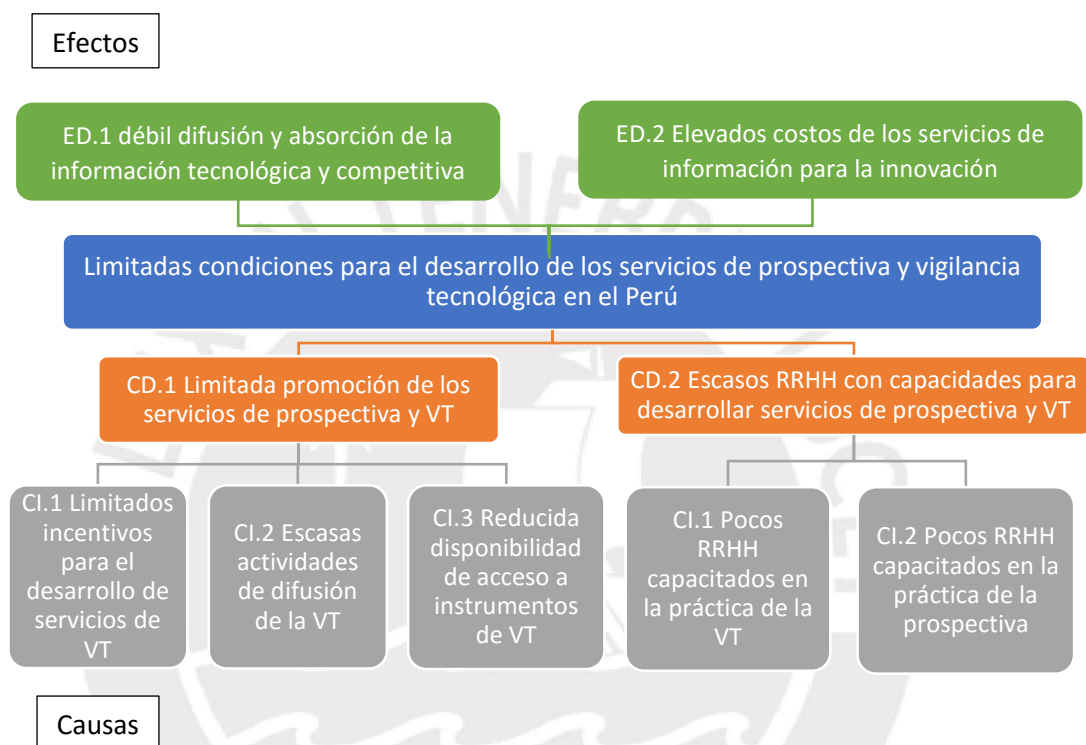 Efectos
ED.1 débil difusión y absorción de la
información tecnológica y competitiva
ED.2 Elevados costos de los servicios de
información para la innovación
Limitadas condiciones para el desarrollo de los servicios de prospectiva y vigilancia
tecnológica en el Perú
CD.1 Limitada promoción de los
servicios de prospectiva y VT
CD.2 Escasos RRHH con capacidades para
desarrollar servicios de prospectiva y VT
CI.1 Limitados
incentivos
para el
desarrollo de
servicios de
VT
CI.2 Escasas
actividades
de difusión
de la VT
CI.3 Reducida
disponibilidad
de acceso a
instrumentos
de VT
CI.1 Pocos
RRHH
capacitados en
la práctica de la
VT
CI.2 Pocos RRHH
capacitados en la
práctica de la
prospectiva
Causas